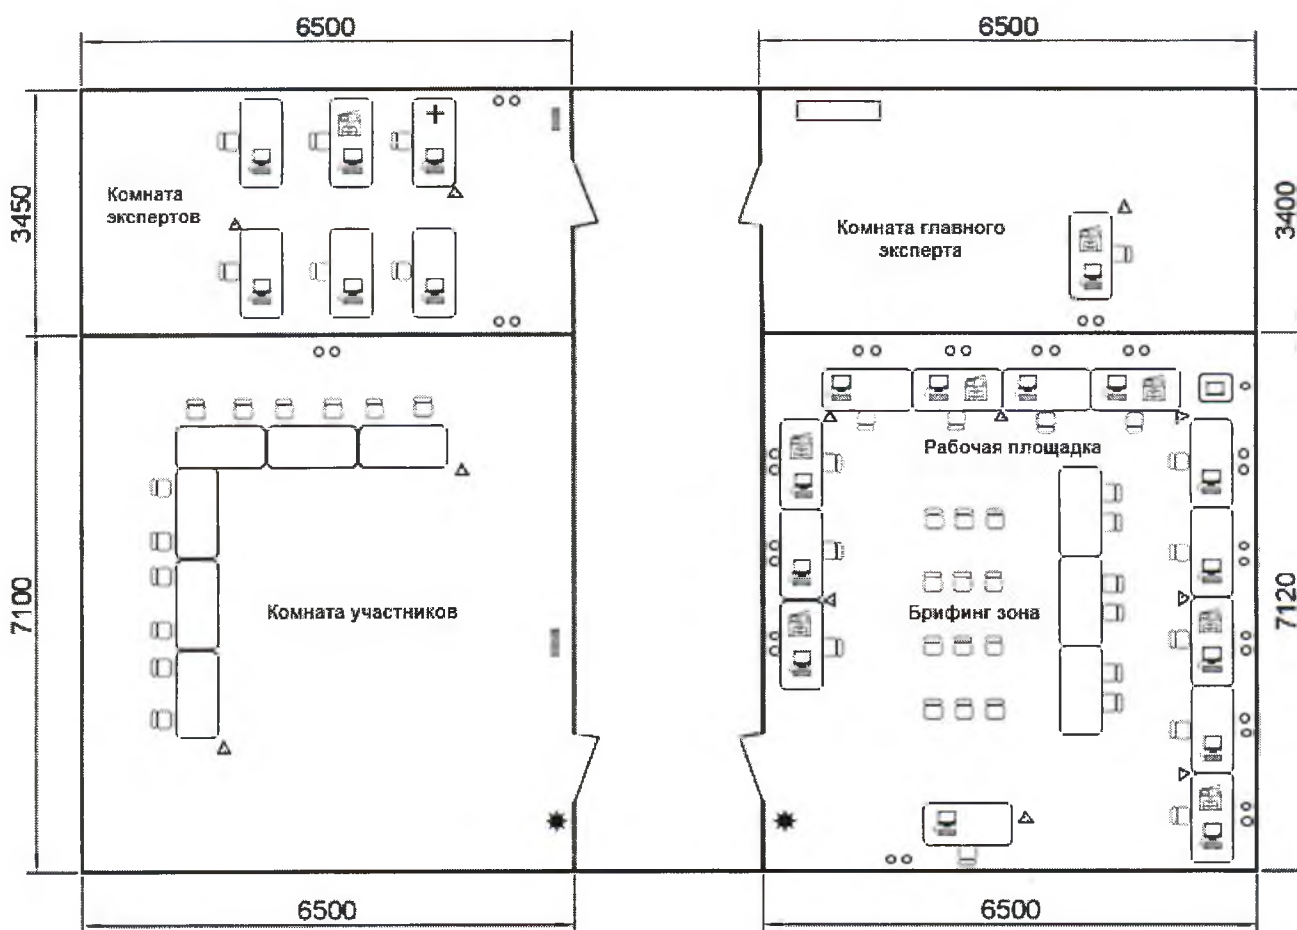 6500
6500
3450
Комната
экспертов
Комната главного
эксперта
3400
Рабочая площадка
7100
Комната участников
Брифинг зона
7120
6500
6500